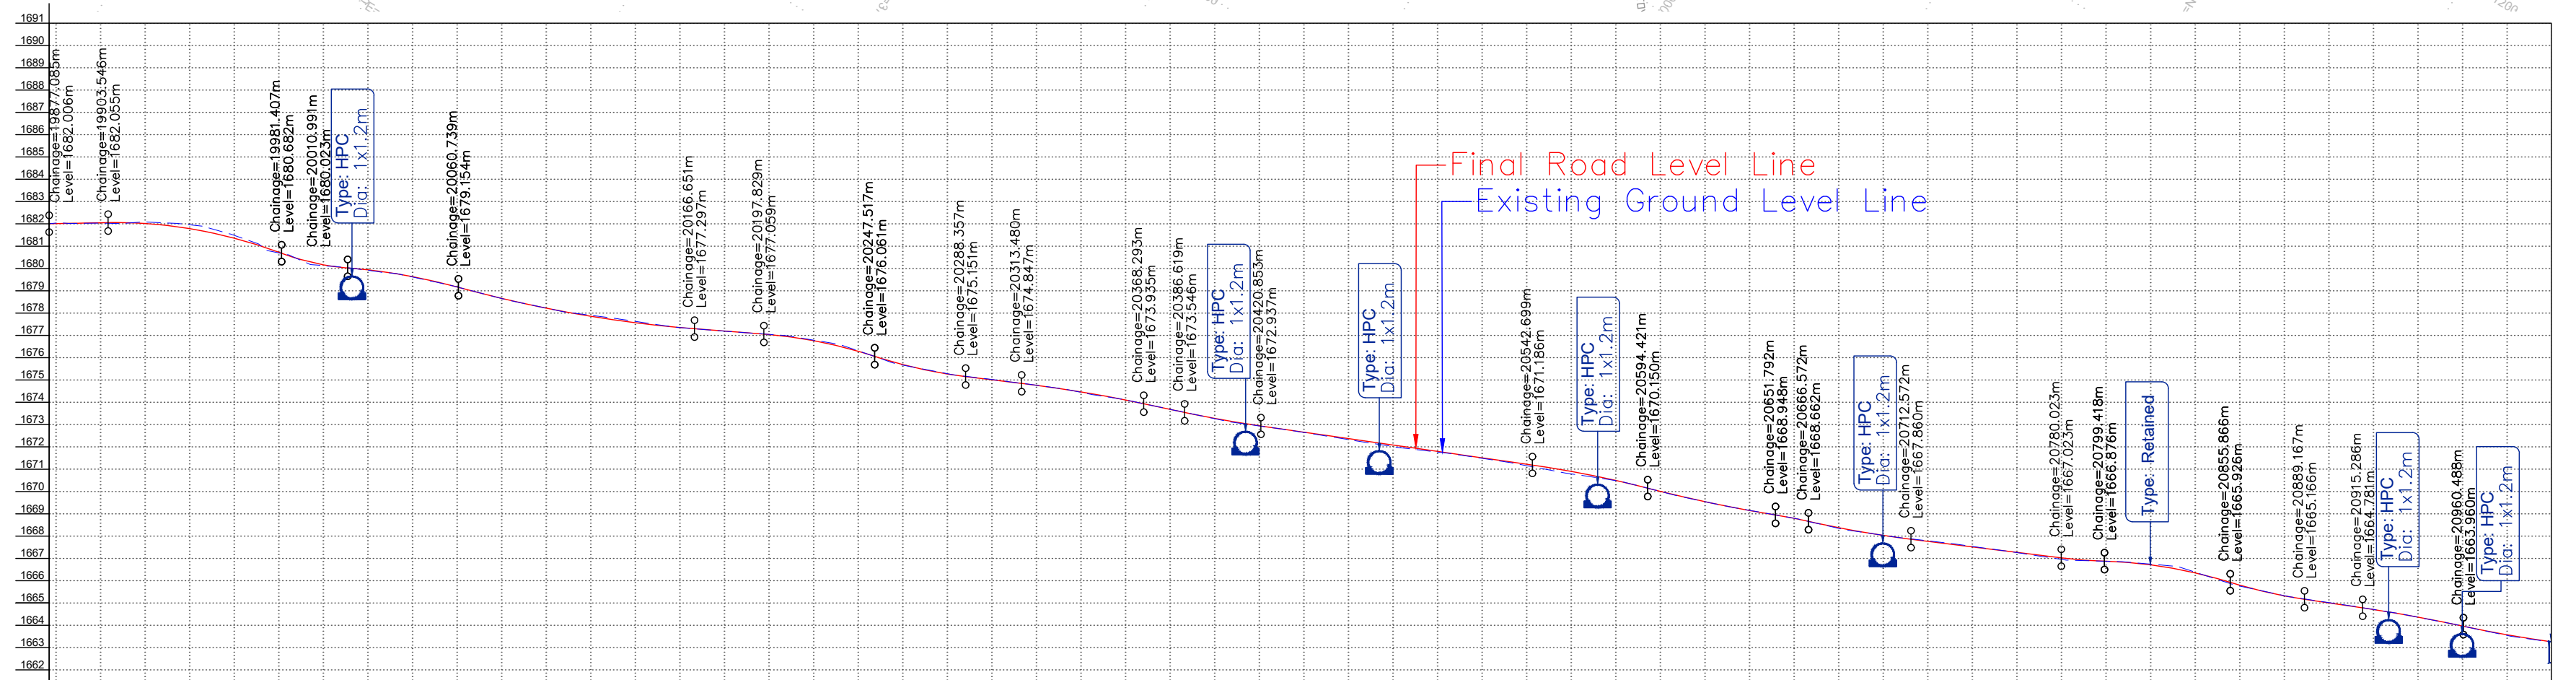 1691
1690
1689
1688
1687
1686
1685
1684
1683
1682
1681
1680
1679
1678
1677
1676
1675
1674
1673
1672
1671
1670
1669
1668
1667
1666
1665
1664
1663
1662
Chainage=19877.085m
Level=1682.006m
Chainage=19903.546m
Level=1682.055m
Chainage=19981.407m
Level=1680.682m
Chainage=20010.991m
Level=1680.023m
Type: HPC
Dia: 1x1.2m
Chainage=20060.739m
Level=1679.154m
Chainage=20166.651m
Level=1677.297m
Chainage=20197.829m
Level=1677.059m
Chainage=20247.517m
Level=1676.061m
Chainage=20288.357m
Level=1675.151m
Chainage=20313.480m
Level=1674.847m
Chainage=20368.293m
Level=1673.935m
Chainage=20386.619m
Level=1673.546m
Type: HPC
Dia: 1x1.2m
Chainage=20420.853m
Level=1672.937m
Type: HPC
Dia: 1x1.2m
Final Road Level Line
Existing Ground Level Line
Chainage=20542.699m
Level=1671.186m
Type: HPC
Dia: 1x1.2m
Chainage=20594.421m
Level=1670.150m
Chainage=20651.792m
Level=1668.948m
Chainage=20666.572m
Level=1668.662m
Type: HPC
Dia: 1x1.2m
Chainage=20712.572m
Level=1667.860m
Chainage=20780.023m
Level=1667.023m
Chainage=20799.418m
Level=1666.876m
Type: Retained
Chainage=20855.866m
Level=1665.926m
Chainage=20889.167m
Level=1665.166m
Chainage=20915.286m
Level=1664.781m
Type: HPC
Dia: 1x1.2m
Chainage=20960.488m
Level=1663.960m
Type: HPC
Dia: 1x1.2m